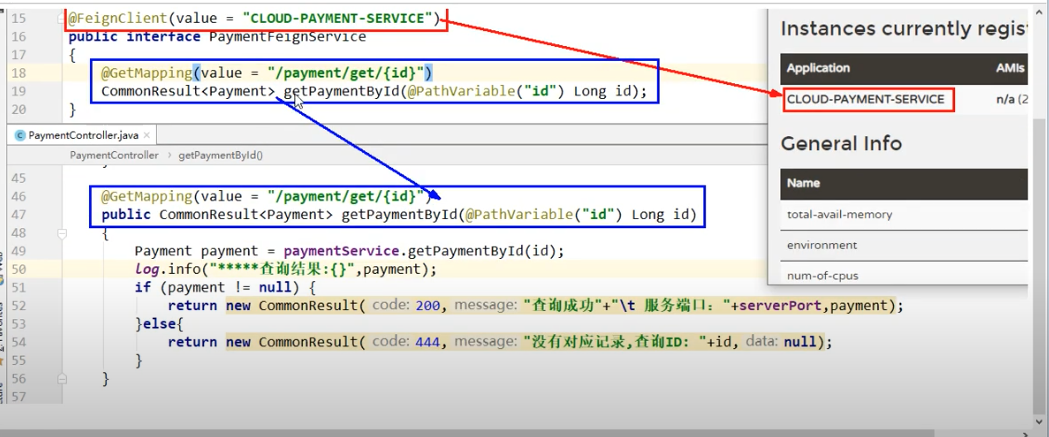 15 @FeignClient(value = "CLOUD-PAYMENT-SERVICE")
16 public interface PaymentFeignService
17 {
18 @GetMapping(value = "/payment/get/{id}")
19 CommonResult<Payment> getPaymentById(@PathVariable("id") Long id);
20 }
PaymentController.java ×
PaymentController › getPaymentById()
45
46 @GetMapping(value = "/payment/get/{id}")
47 public CommonResult<Payment> getPaymentById(@PathVariable("id") Long id)
48 {
49 Payment payment = paymentService.getPaymentById(id);
50 log.info("*****查询结果:{}",payment);
51 if (payment != null) {
52 return new CommonResult( code: 200, message: "查询成功"+"\t 服务端口: "+serverPort,payment);
53 }else{
54 return new CommonResult( code: 444, message: "没有对应记录,查询ID: "+id, data: null);
55 }
56 }
57
Instances currently regis
Application AMIs
CLOUD-PAYMENT-SERVICE n/a (2
General Info
Name
total-avail-memory
environment
num-of-cpus